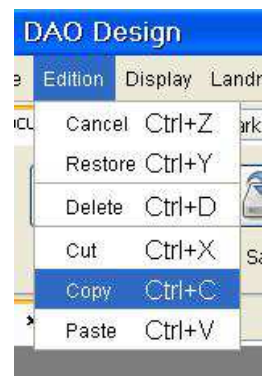 DAO Design
Edition Display
Cancel Ctrl+Z
Restore Ctrl+Y
Delete Ctrl+D
Cut Ctrl+X
Copy Ctrl+C
Paste Ctrl+V